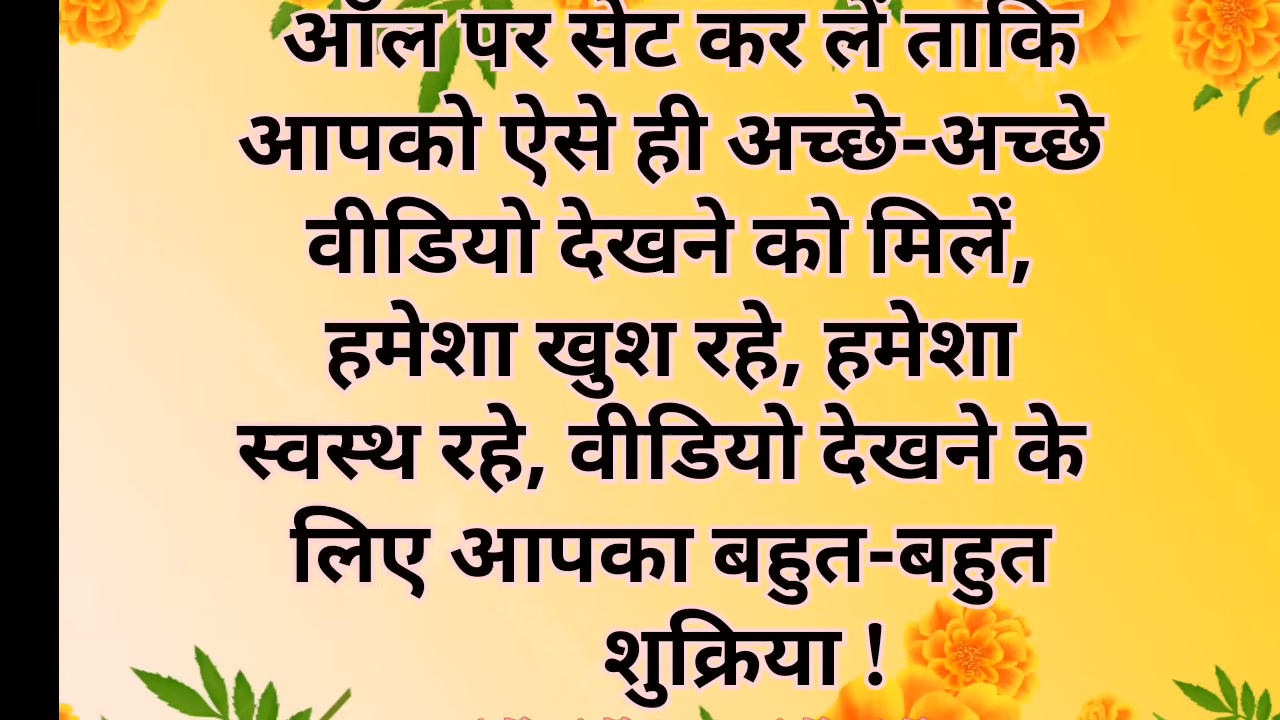 ऑल पर सेट कर लें ताकि
आपको ऐसे ही अच्छे-अच्छे
वीडियो देखने को मिलें,
हमेशा खुश रहे, हमेशा
स्वस्थ रहे, वीडियो देखने के
लिए आपका बहुत-बहुत
शुक्रिया !